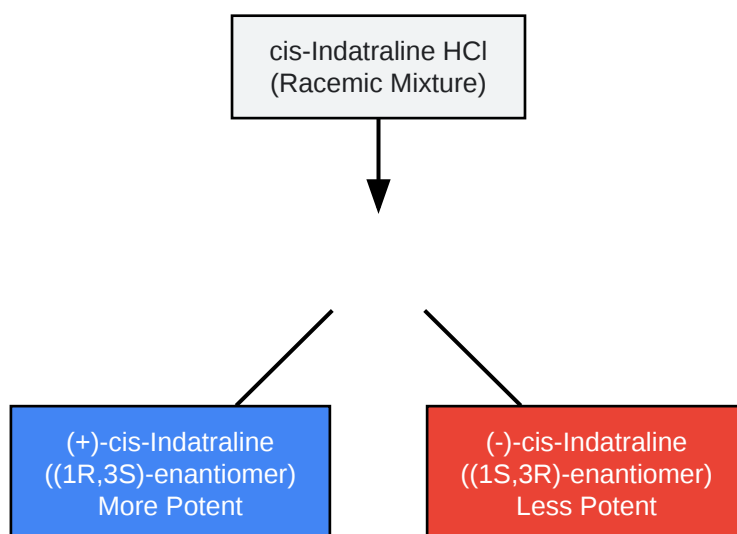 cis-Indatraline HCl
(Racemic Mixture)
(+)-cis-Indatraline
((1R,3S)-enantiomer)
More Potent
(-)-cis-Indatraline
((1S,3R)-enantiomer)
Less Potent